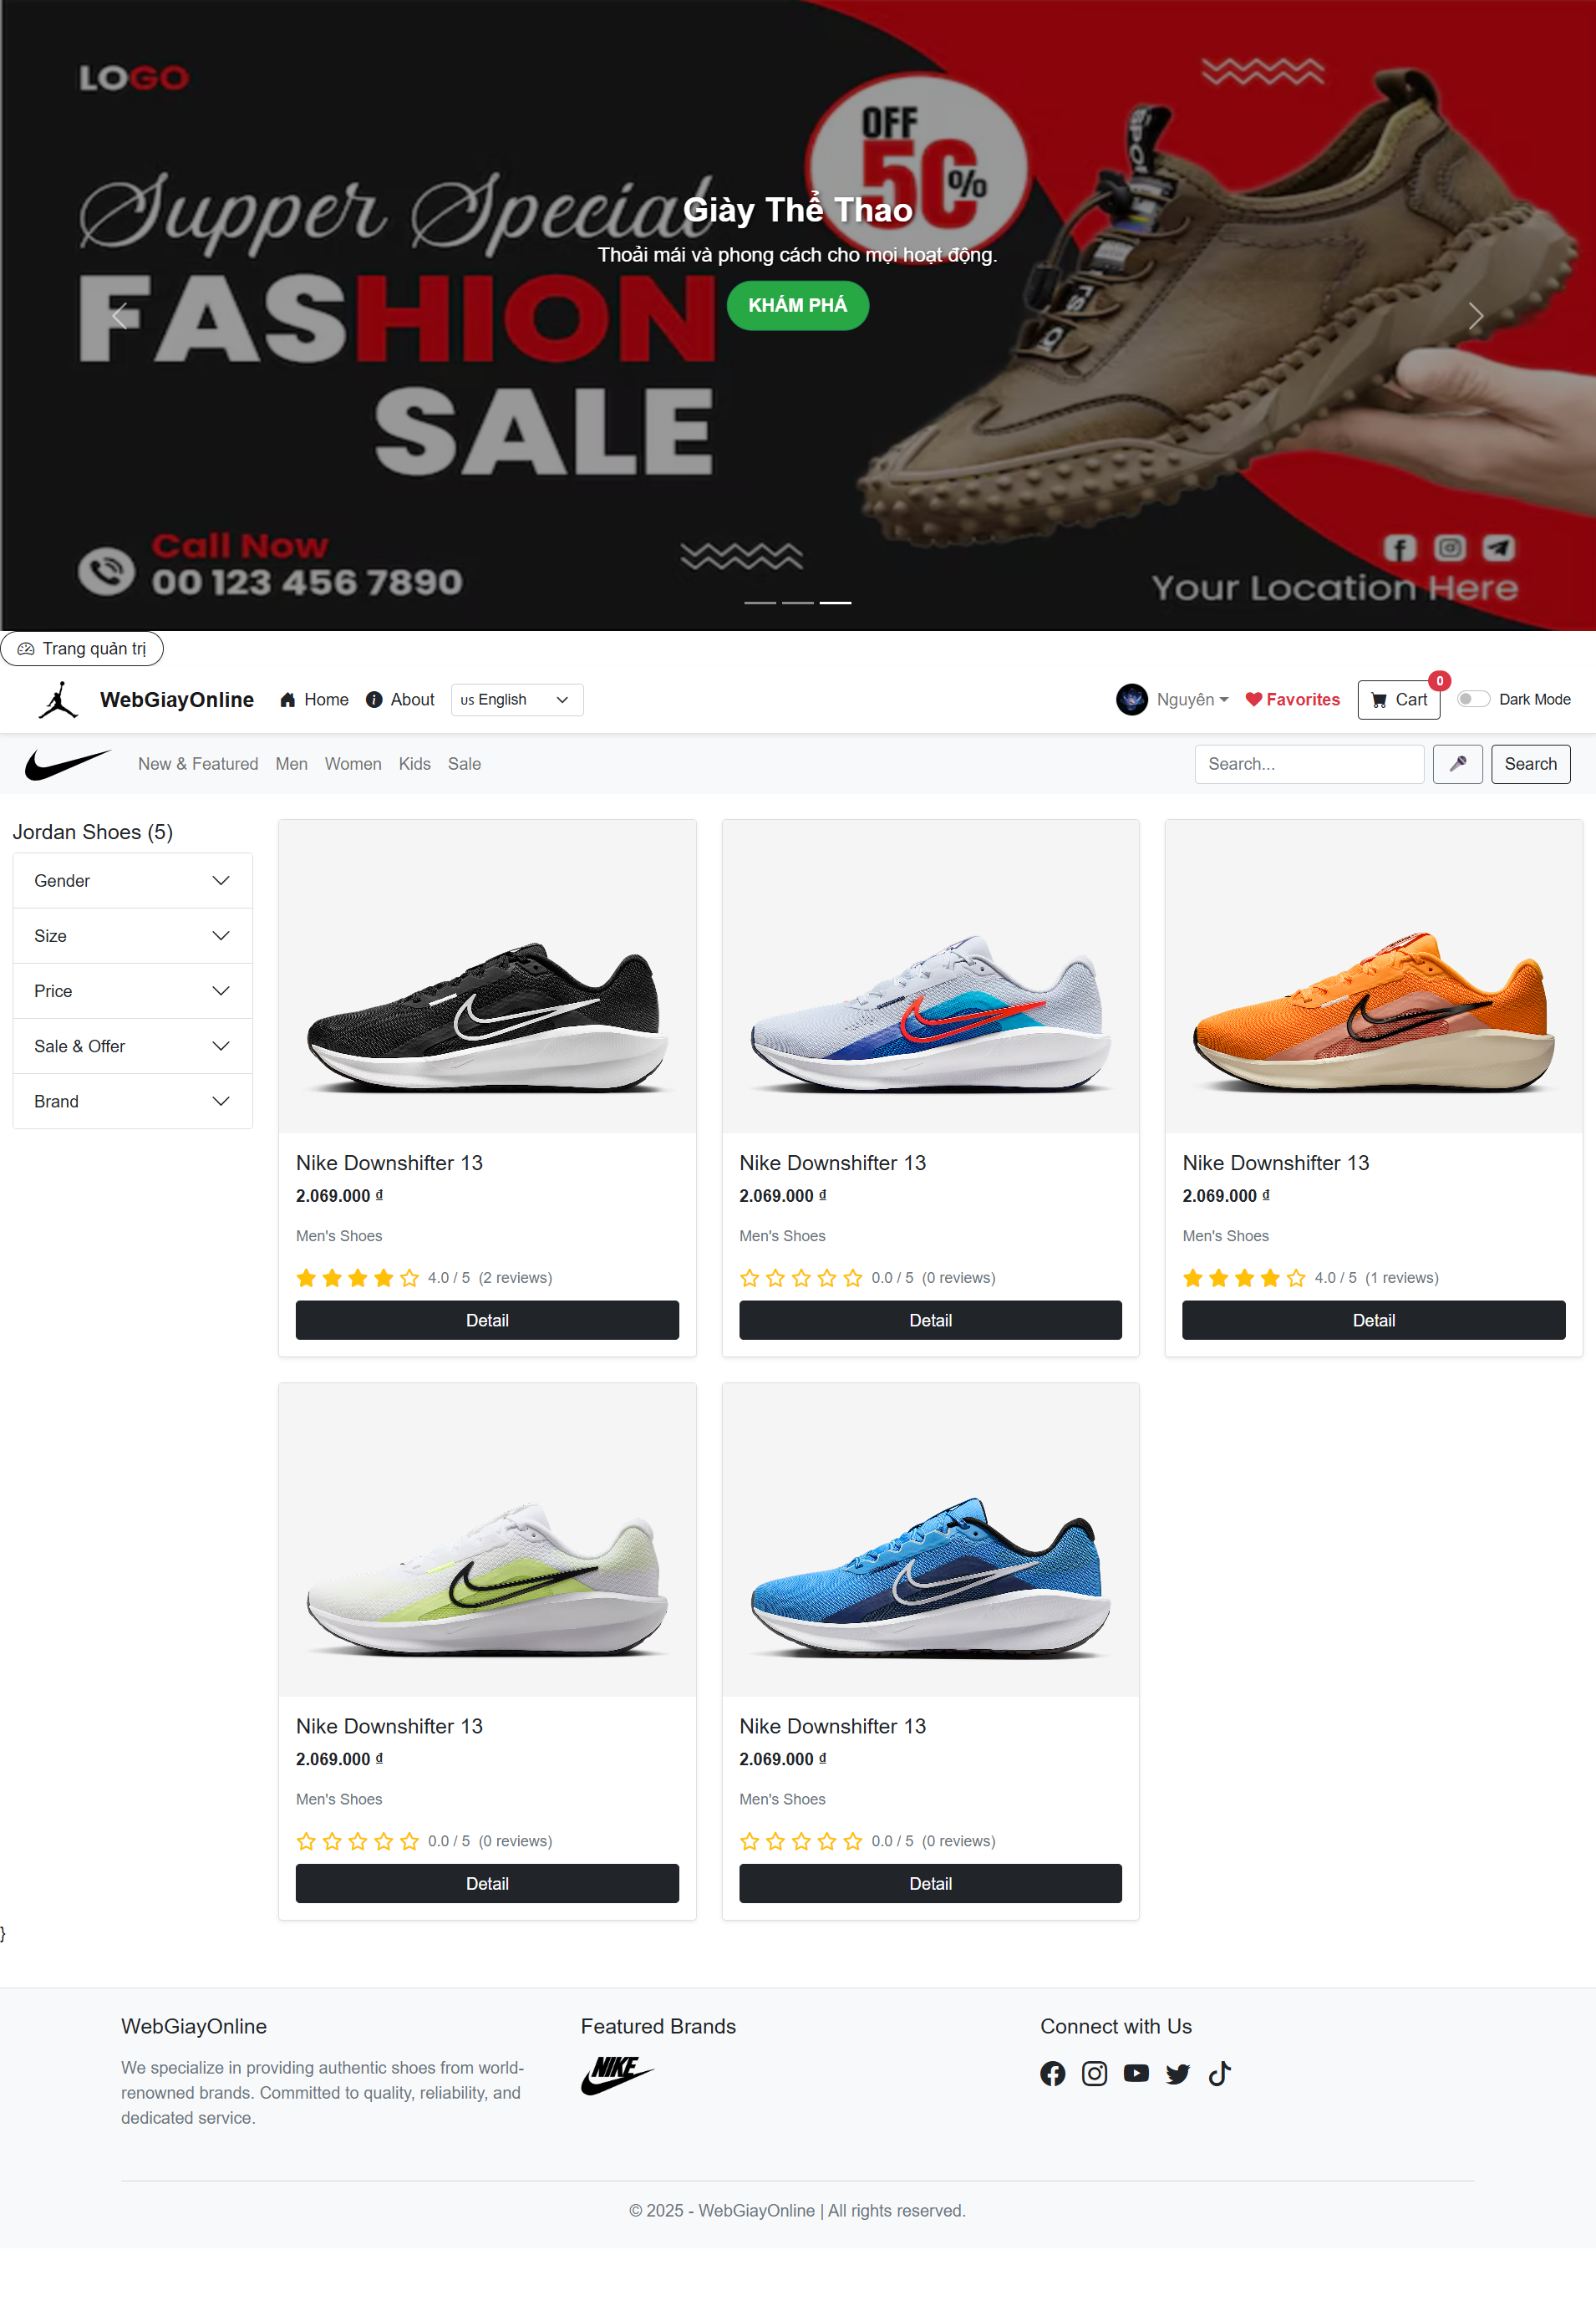 LOGO
OFF
50%
Supper Special
Giày Thể Thao
Thoải mái và phong cách cho mọi hoạt động.
FASHION
KHÁM PHÁ
SALE
Call Now
00 123 456 7890
Your Location Here
Trang quản trị
WebGiayOnline Home About us English Nguyên Favorites Cart 0 Dark Mode
New & Featured Men Women Kids Sale Search... Search
Jordan Shoes (5)
Gender
Size
Price
Sale & Offer
Brand
Nike Downshifter 13
2.069.000 ₫
Men's Shoes
4.0 / 5 (2 reviews)
Detail
Nike Downshifter 13
2.069.000 ₫
Men's Shoes
0.0 / 5 (0 reviews)
Detail
Nike Downshifter 13
2.069.000 ₫
Men's Shoes
4.0 / 5 (1 reviews)
Detail
Nike Downshifter 13
2.069.000 ₫
Men's Shoes
0.0 / 5 (0 reviews)
Detail
Nike Downshifter 13
2.069.000 ₫
Men's Shoes
0.0 / 5 (0 reviews)
Detail
}
WebGiayOnline
We specialize in providing authentic shoes from world-
renowned brands. Committed to quality, reliability, and
dedicated service.
Featured Brands
NIKE
Connect with Us
© 2025 - WebGiayOnline | All rights reserved.